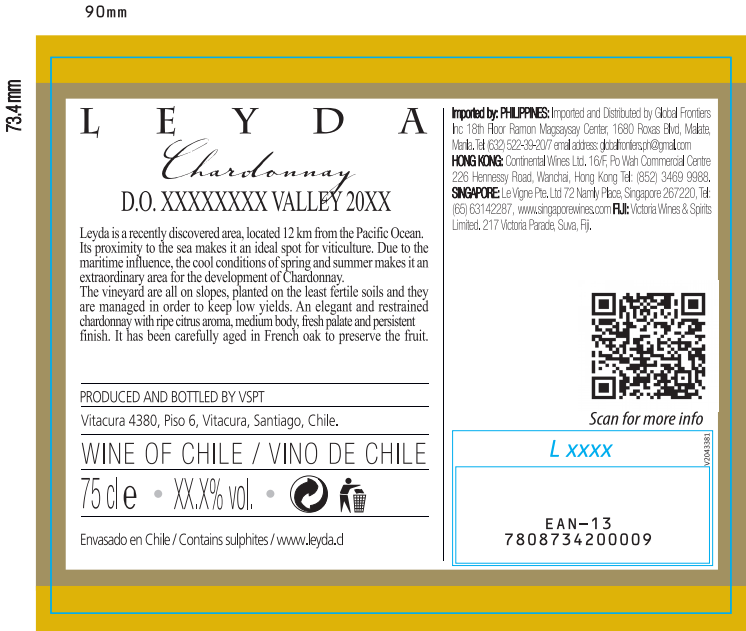 90mm
73.4mm
LEYDA
Chardonnay
D.O. XXXXXXXX VALLEY 20XX
Leyda is a recently discovered area, located 12 km from the Pacific Ocean.
Its proximity to the sea makes it an ideal spot for viticulture. Due to the
maritime influence, the cool conditions of spring and summer makes it an
extraordinary area for the development of Chardonnay.
The vineyard are all on slopes, planted on the least fertile soils and they
are managed in order to keep low yields. An elegant and restrained
chardonnay with ripe citrus aroma, medium body, fresh palate and persistent
finish. It has been carefully aged in French oak to preserve the fruit.
PRODUCED AND BOTTLED BY VSPT
Vitacura 4380, Piso 6, Vitacura, Santiago, Chile.
WINE OF CHILE / VINO DE CHILE
75 cl e • XX.X% vol. •
Envasado en Chile / Contains sulphites / www.leyda.cl
Imported by: PHILIPPINES: Imported and Distributed by Global Frontiers
Inc 18th Floor Ramon Magsaysay Center, 1680 Roxas Blvd, Malate,
Manila. Tel: (632) 522-39-20/7 email address: globalfrontiers.ph@gmail.com
HONG KONG: Continental Wines Ltd. 16/F, Po Wah Commercial Centre
226 Hennessy Road, Wanchai, Hong Kong Tel: (852) 3469 9988.
SINGAPORE: Le Vigne Pte. Ltd 72 Namly Place, Singapore 267220, Tel:
(65) 63142287, www.singaporewines.com FIJI: Victoria Wines & Spirits
Limited. 217 Victoria Parade, Suva, Fiji.
Scan for more info
L xxxx
V2043381
EAN-13
7808734200009